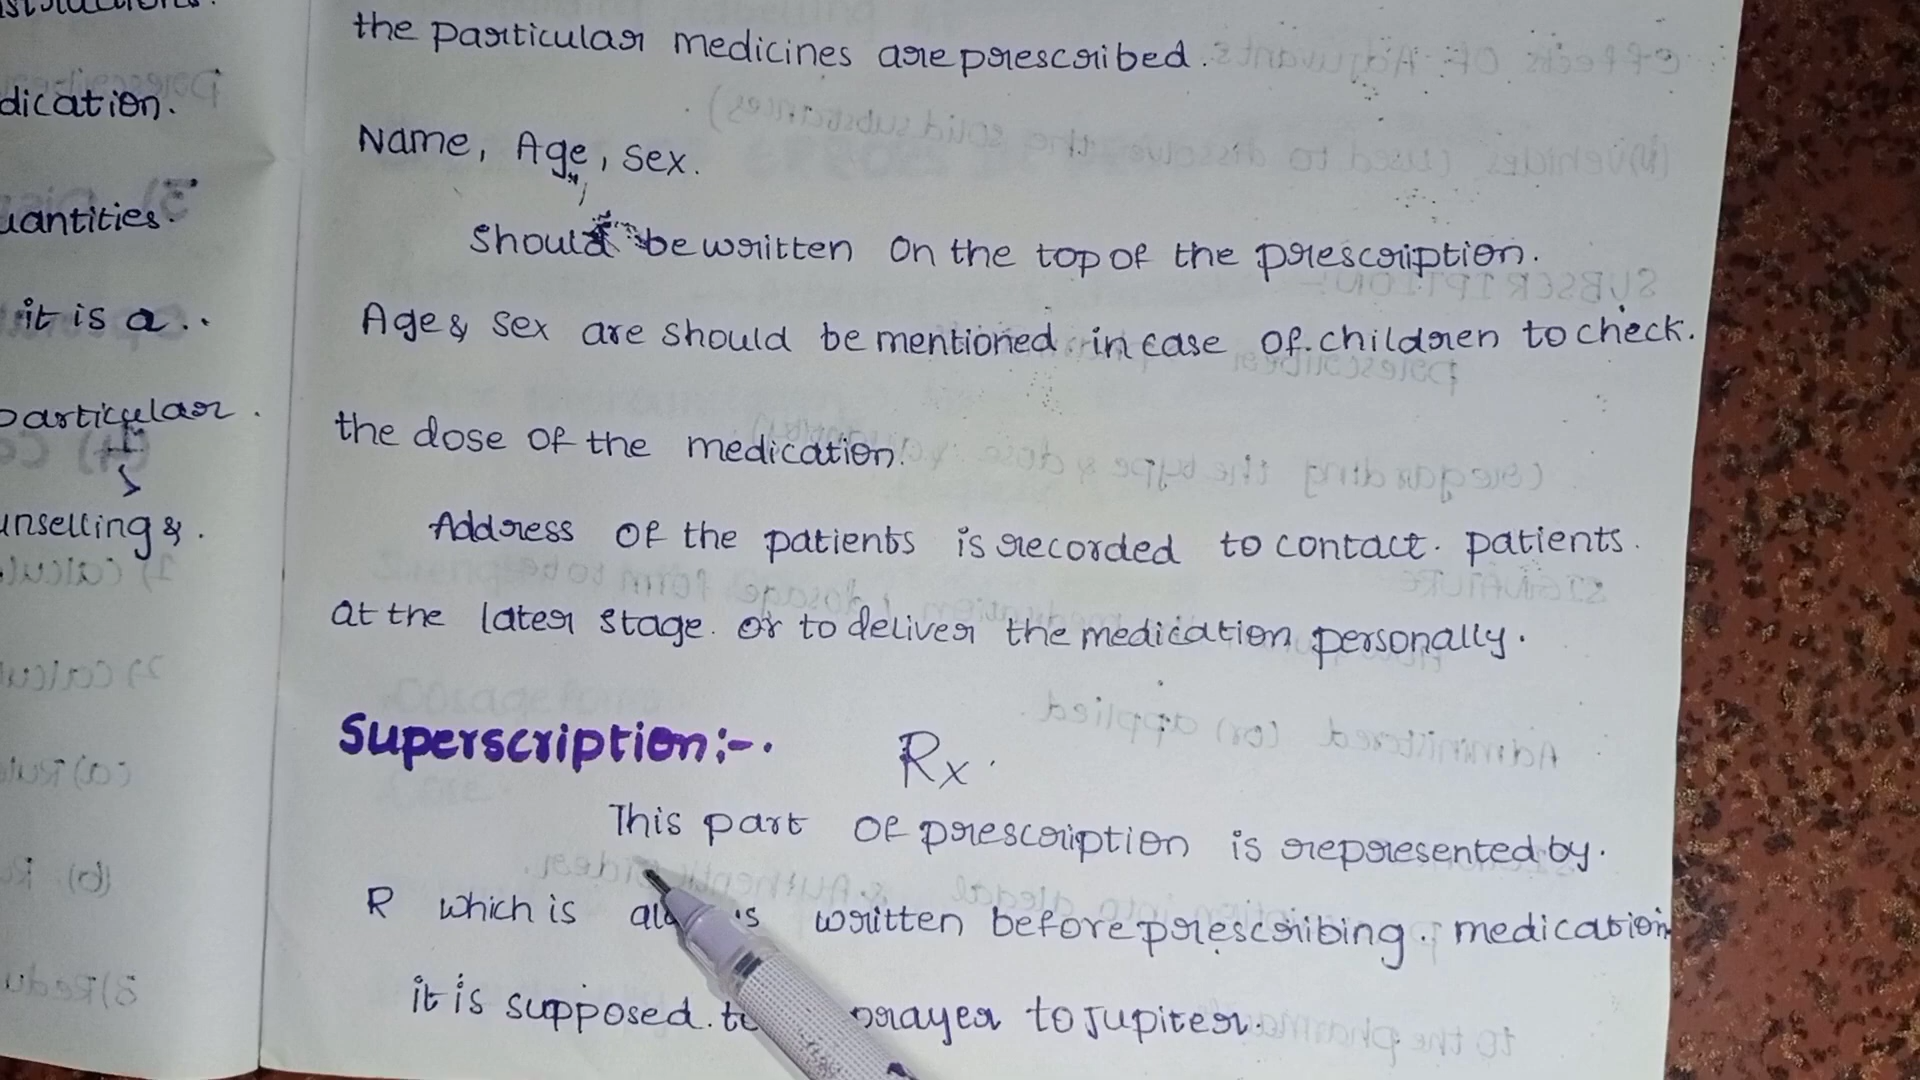 dication.
uantities.
it is a..
particular.
unselling &.
the particular medicines are prescribed.
Name, Age, sex.
should be written on the top of the prescription.
Age & sex are should be mentioned in case of children to check.
the dose of the medication.
Address of the patients is recorded to contact. patients.
At the later stage. or to deliver the medication personally.
Superscription:-. Rx.
This part of prescription is represented by.
R which is written before prescribing. medication
it is supposed. prayer to Jupiter.